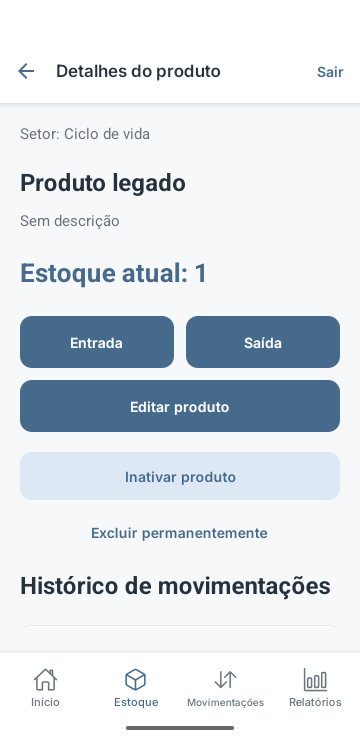 Detalhes do produto
Sair
Setor: Ciclo de vida
Produto legado
Sem descrição
Estoque atual: 1
Entrada
Saída
Editar produto
Inativar produto
Excluir permanentemente
Histórico de movimentações
Início
Estoque
Movimentações
Relatórios